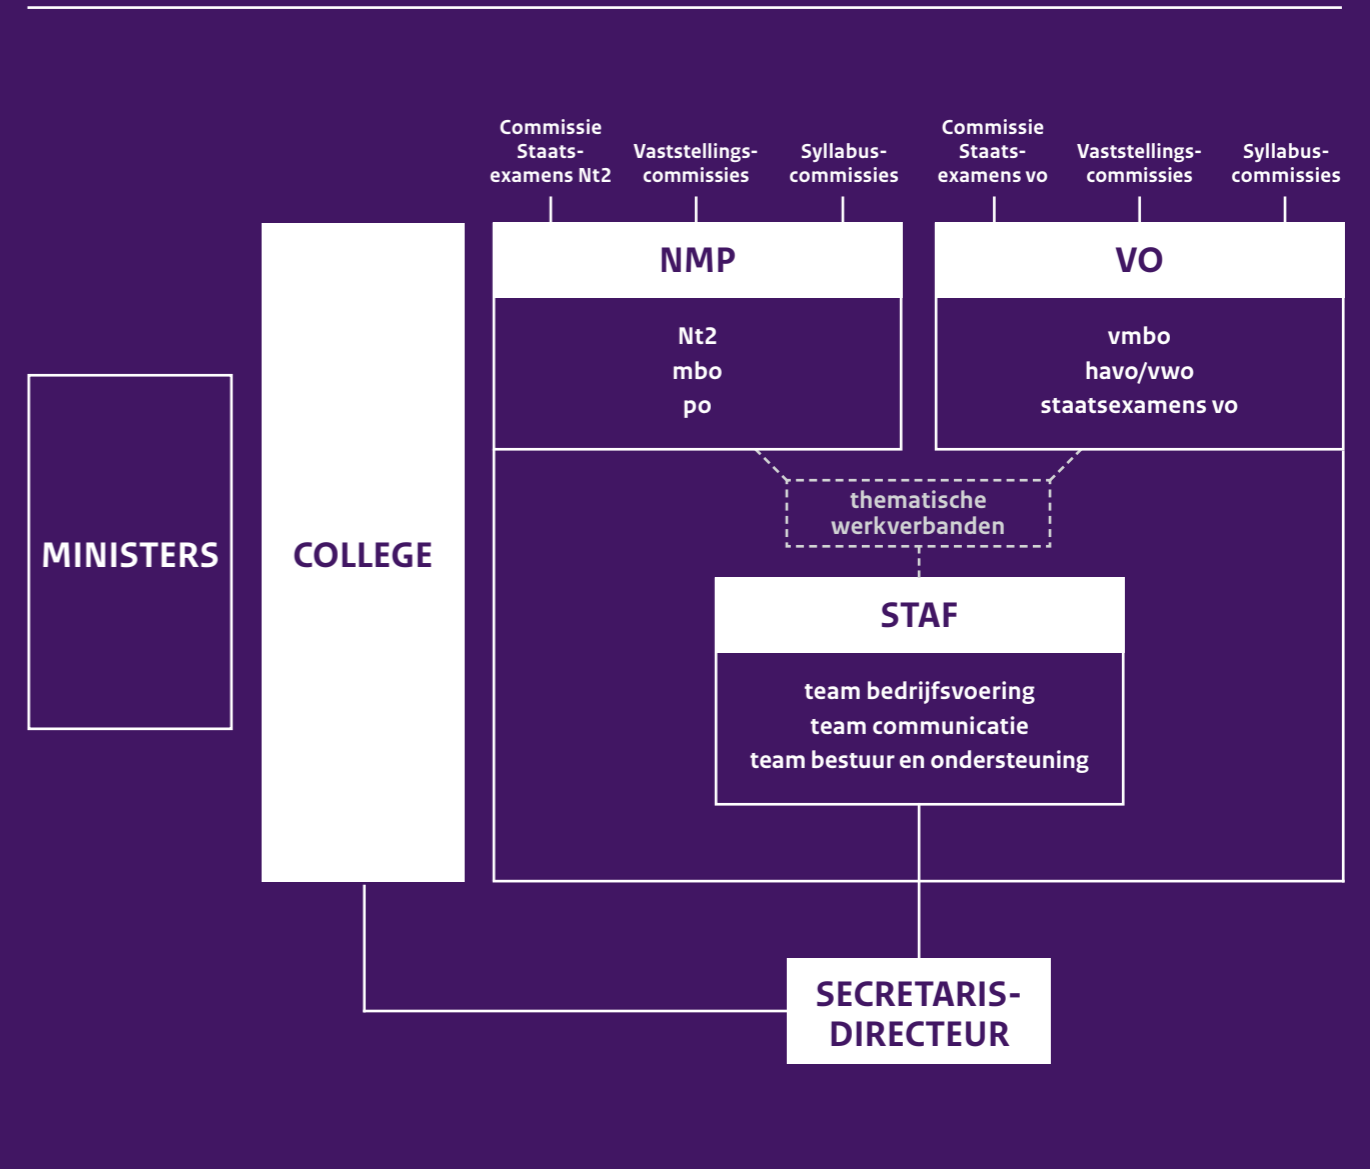 Commissie
Staats-
examens Nt2
Vaststellings-
commissies
Syllabus-
commissies
Commissie
Staats-
examens vo
Vaststellings-
commissies
Syllabus-
commissies
NMP
Nt2
mbo
po
VO
vmbo
havo/vwo
staatsexamens vo
MINISTERS
COLLEGE
thematische
werkverbanden
STAF
team bedrijfsvoering
team communicatie
team bestuur en ondersteuning
SECRETARIS-
DIRECTEUR